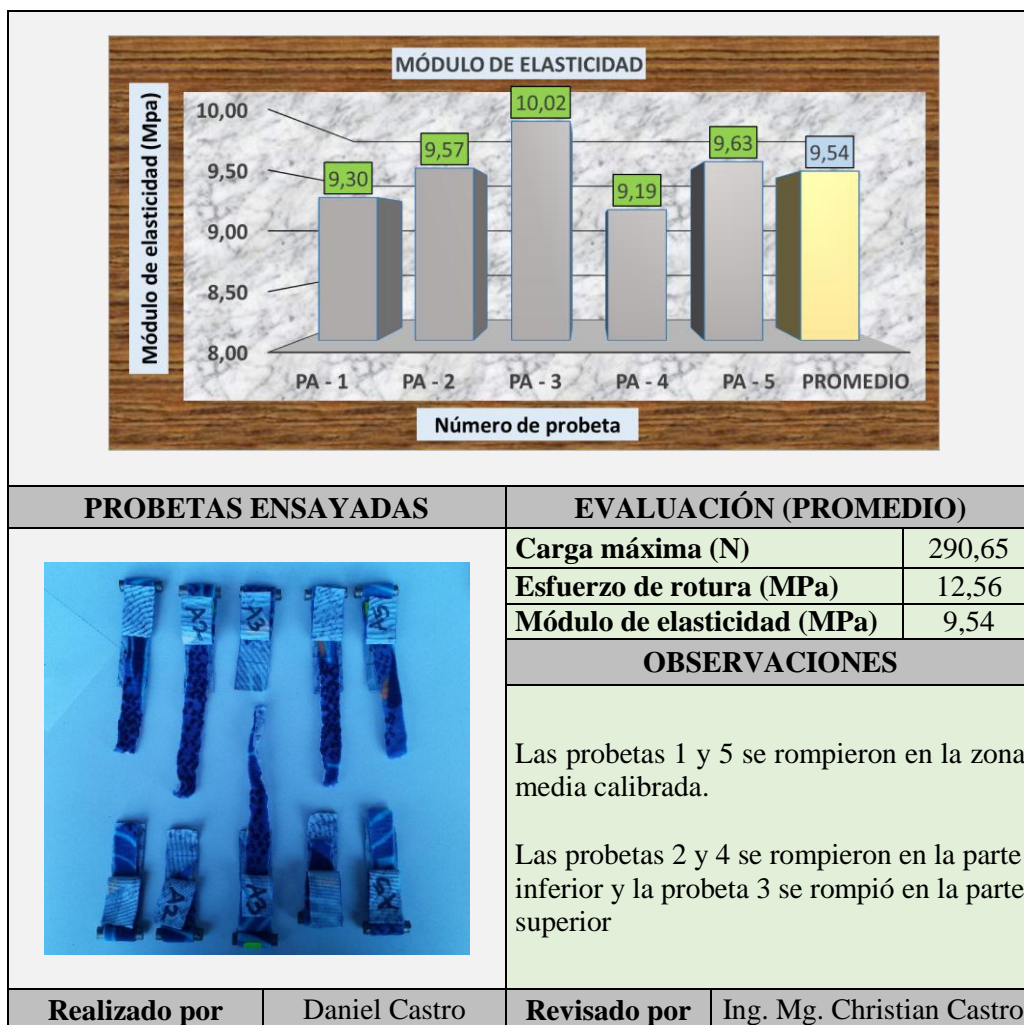 MÓDULO DE ELASTICIDAD
Módulo de elasticidad (Mpa)
10,00
9,50
9,00
8,50
8,00
9,30
9,57
10,02
9,19
9,63
9,54
PA - 1 PA - 2 PA - 3 PA - 4 PA - 5 PROMEDIO
Número de probeta
PROBETAS ENSAYADAS
EVALUACIÓN (PROMEDIO)
Carga máxima (N) 290,65
Esfuerzo de rotura (MPa) 12,56
Módulo de elasticidad (MPa) 9,54
OBSERVACIONES
Las probetas 1 y 5 se rompieron en la zona
media calibrada.
Las probetas 2 y 4 se rompieron en la parte
inferior y la probeta 3 se rompió en la parte
superior
A2
A3
A2
A3
Realizado por Daniel Castro Revisado por Ing. Mg. Christian Castro